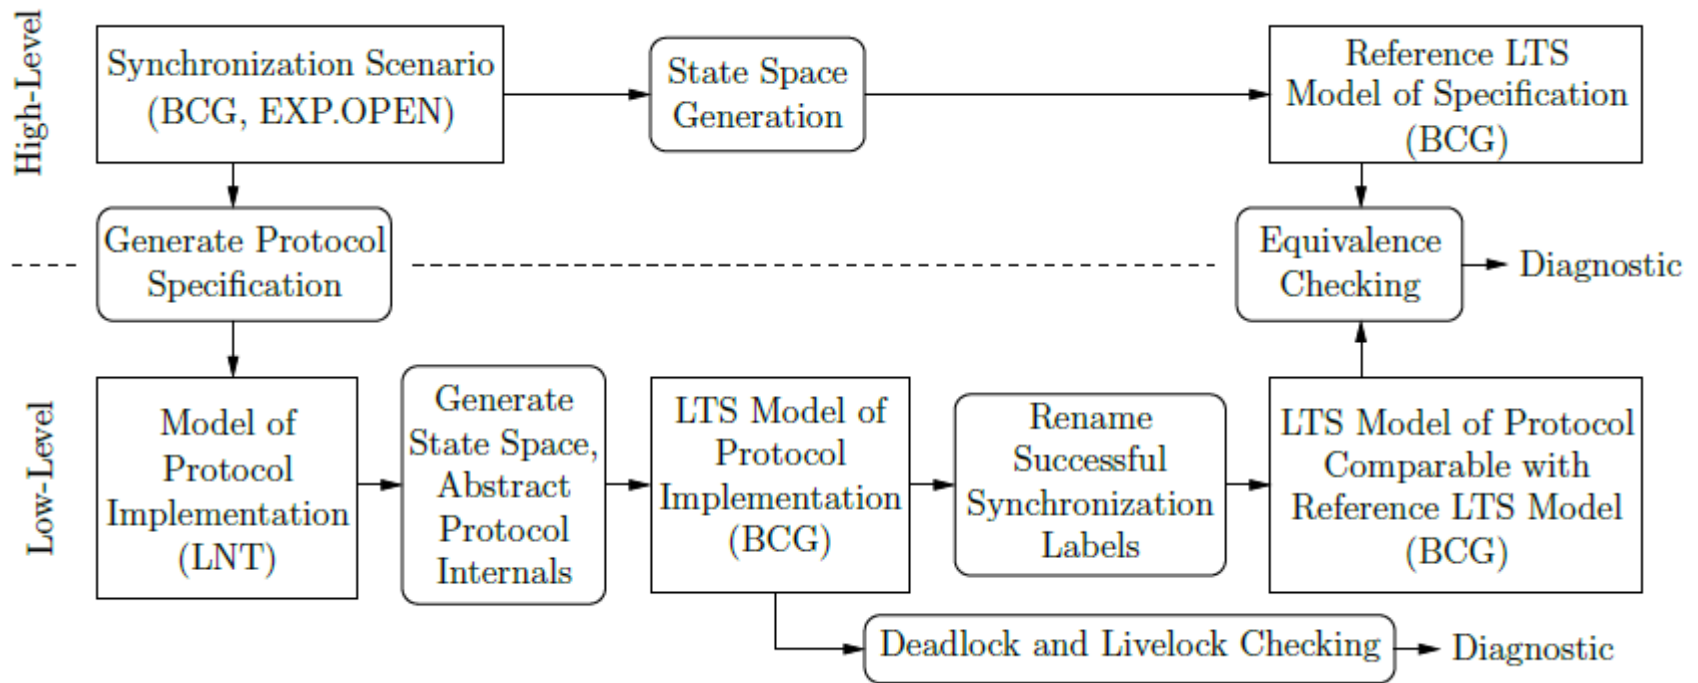 High-Level
Synchronization Scenario
(BCG, EXP.OPEN)
State Space
Generation
Reference LTS
Model of Specification
(BCG)
Generate Protocol
Specification
Equivalence
Checking
Diagnostic
Low-Level
Model of
Protocol
Implementation
(LNT)
Generate
State Space,
Abstract
Protocol
Internals
LTS Model of
Protocol
Implementation
(BCG)
Rename
Successful
Synchronization
Labels
LTS Model of Protocol
Comparable with
Reference LTS Model
(BCG)
Deadlock and Livelock Checking
Diagnostic